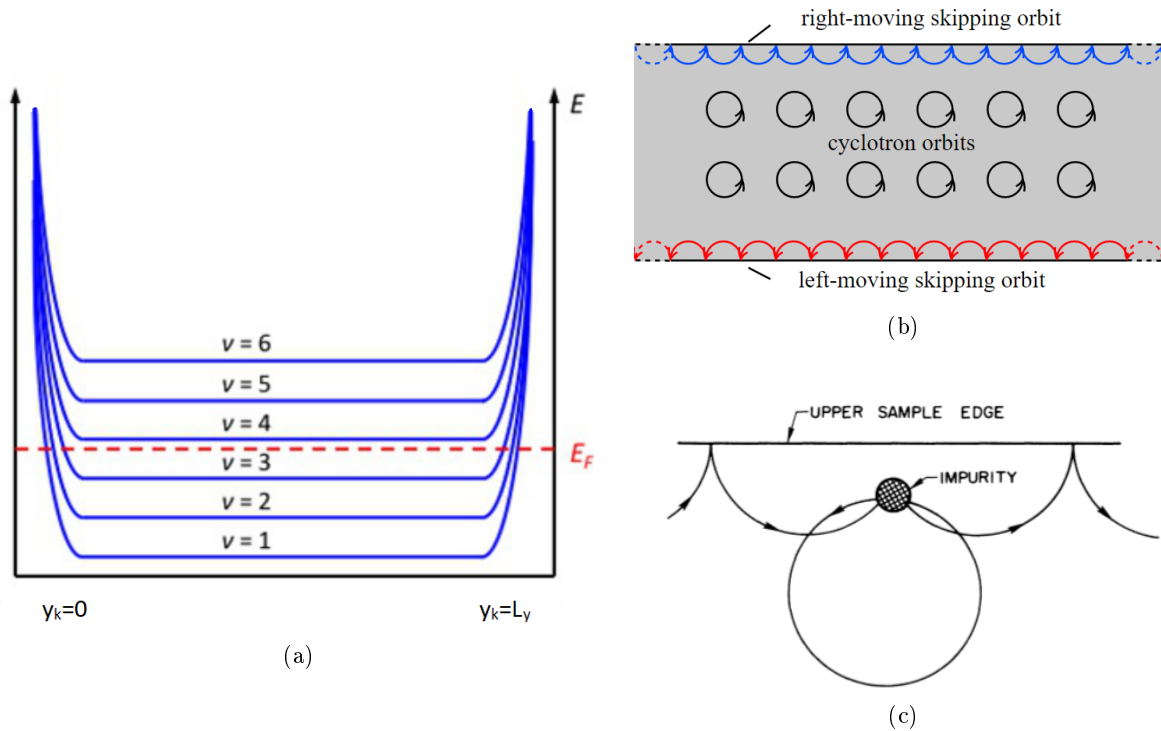 E
ν = 6
ν = 5
ν = 4
E_F
ν = 3
ν = 2
ν = 1
y_k=0
y_k=L_y
(a)
right-moving skipping orbit
cyclotron orbits
left-moving skipping orbit
(b)
UPPER SAMPLE EDGE
IMPURITY
(c)